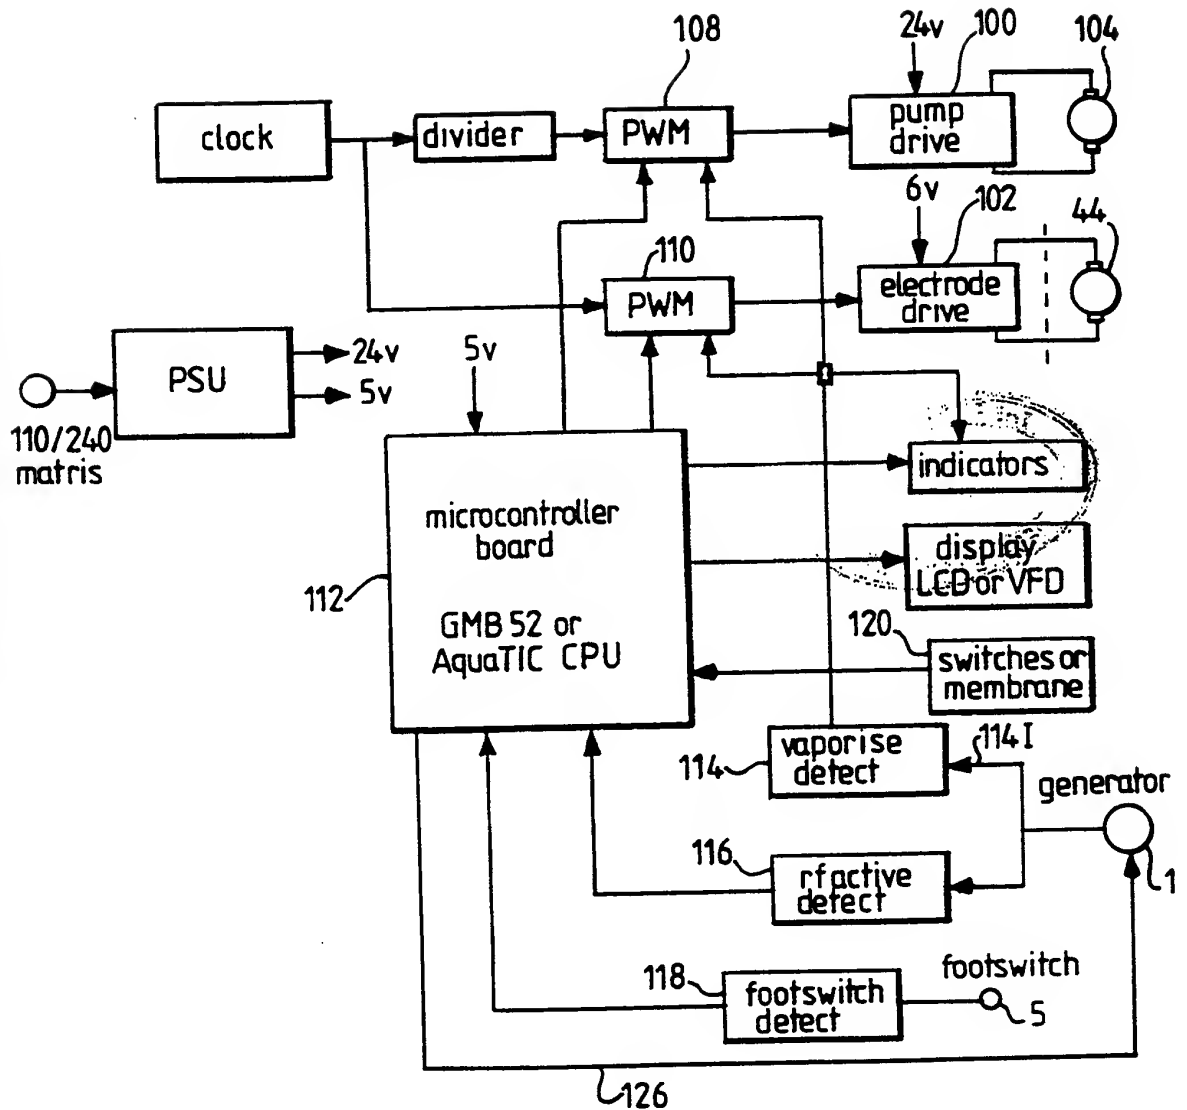 108
24v
100
104
clock
divider
PWM
pump
drive
6v
102
44
110
PWM
electrode
drive
PSU
24v
5v
5v
110/240
matris
indicators
microcontroller
board
display
LCD or VFD
112
GMB 52 or
AquaTIC CPU
120
switches or
membrane
114
vaporise
detect
114I
generator
116
rf active
detect
1
118
footswitch
detect
footswitch
5
126